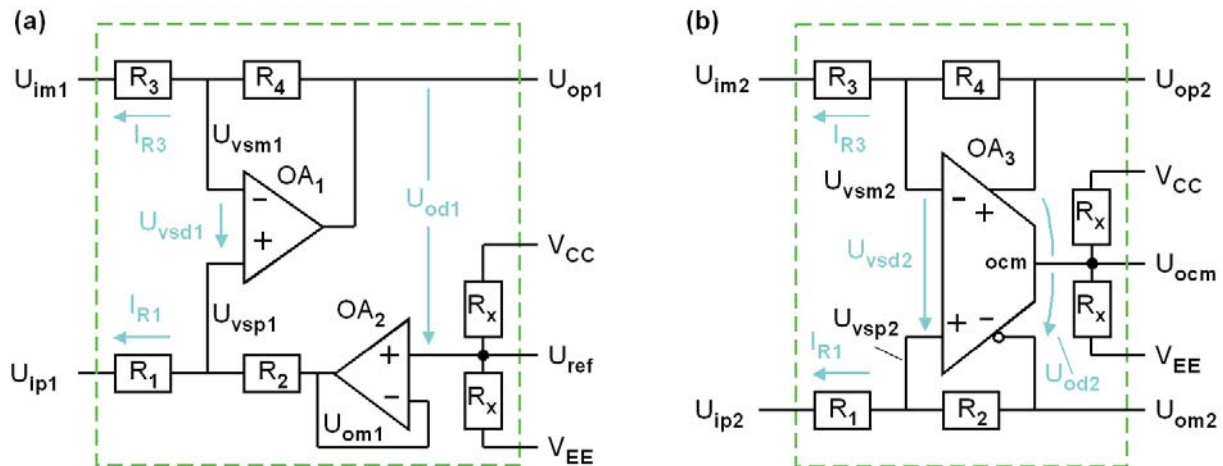 (a)
U_im1 R_3 R_4 U_op1
I_R3
U_vsm1
OA_1
U_vsd1
U_od1
V_CC
I_R1
R_x
U_vsp1
OA_2
U_ref
U_ip1 R_1 R_2
R_x
U_om1
V_EE
− +
+ −
(b)
U_im2 R_3 R_4 U_op2
I_R3
OA_3
U_vsm2
V_CC
− +
R_x
U_vsd2
ocm
U_ocm
+ −
R_x
U_vsp2
I_R1
V_EE
U_od2
U_ip2 R_1 R_2 U_om2